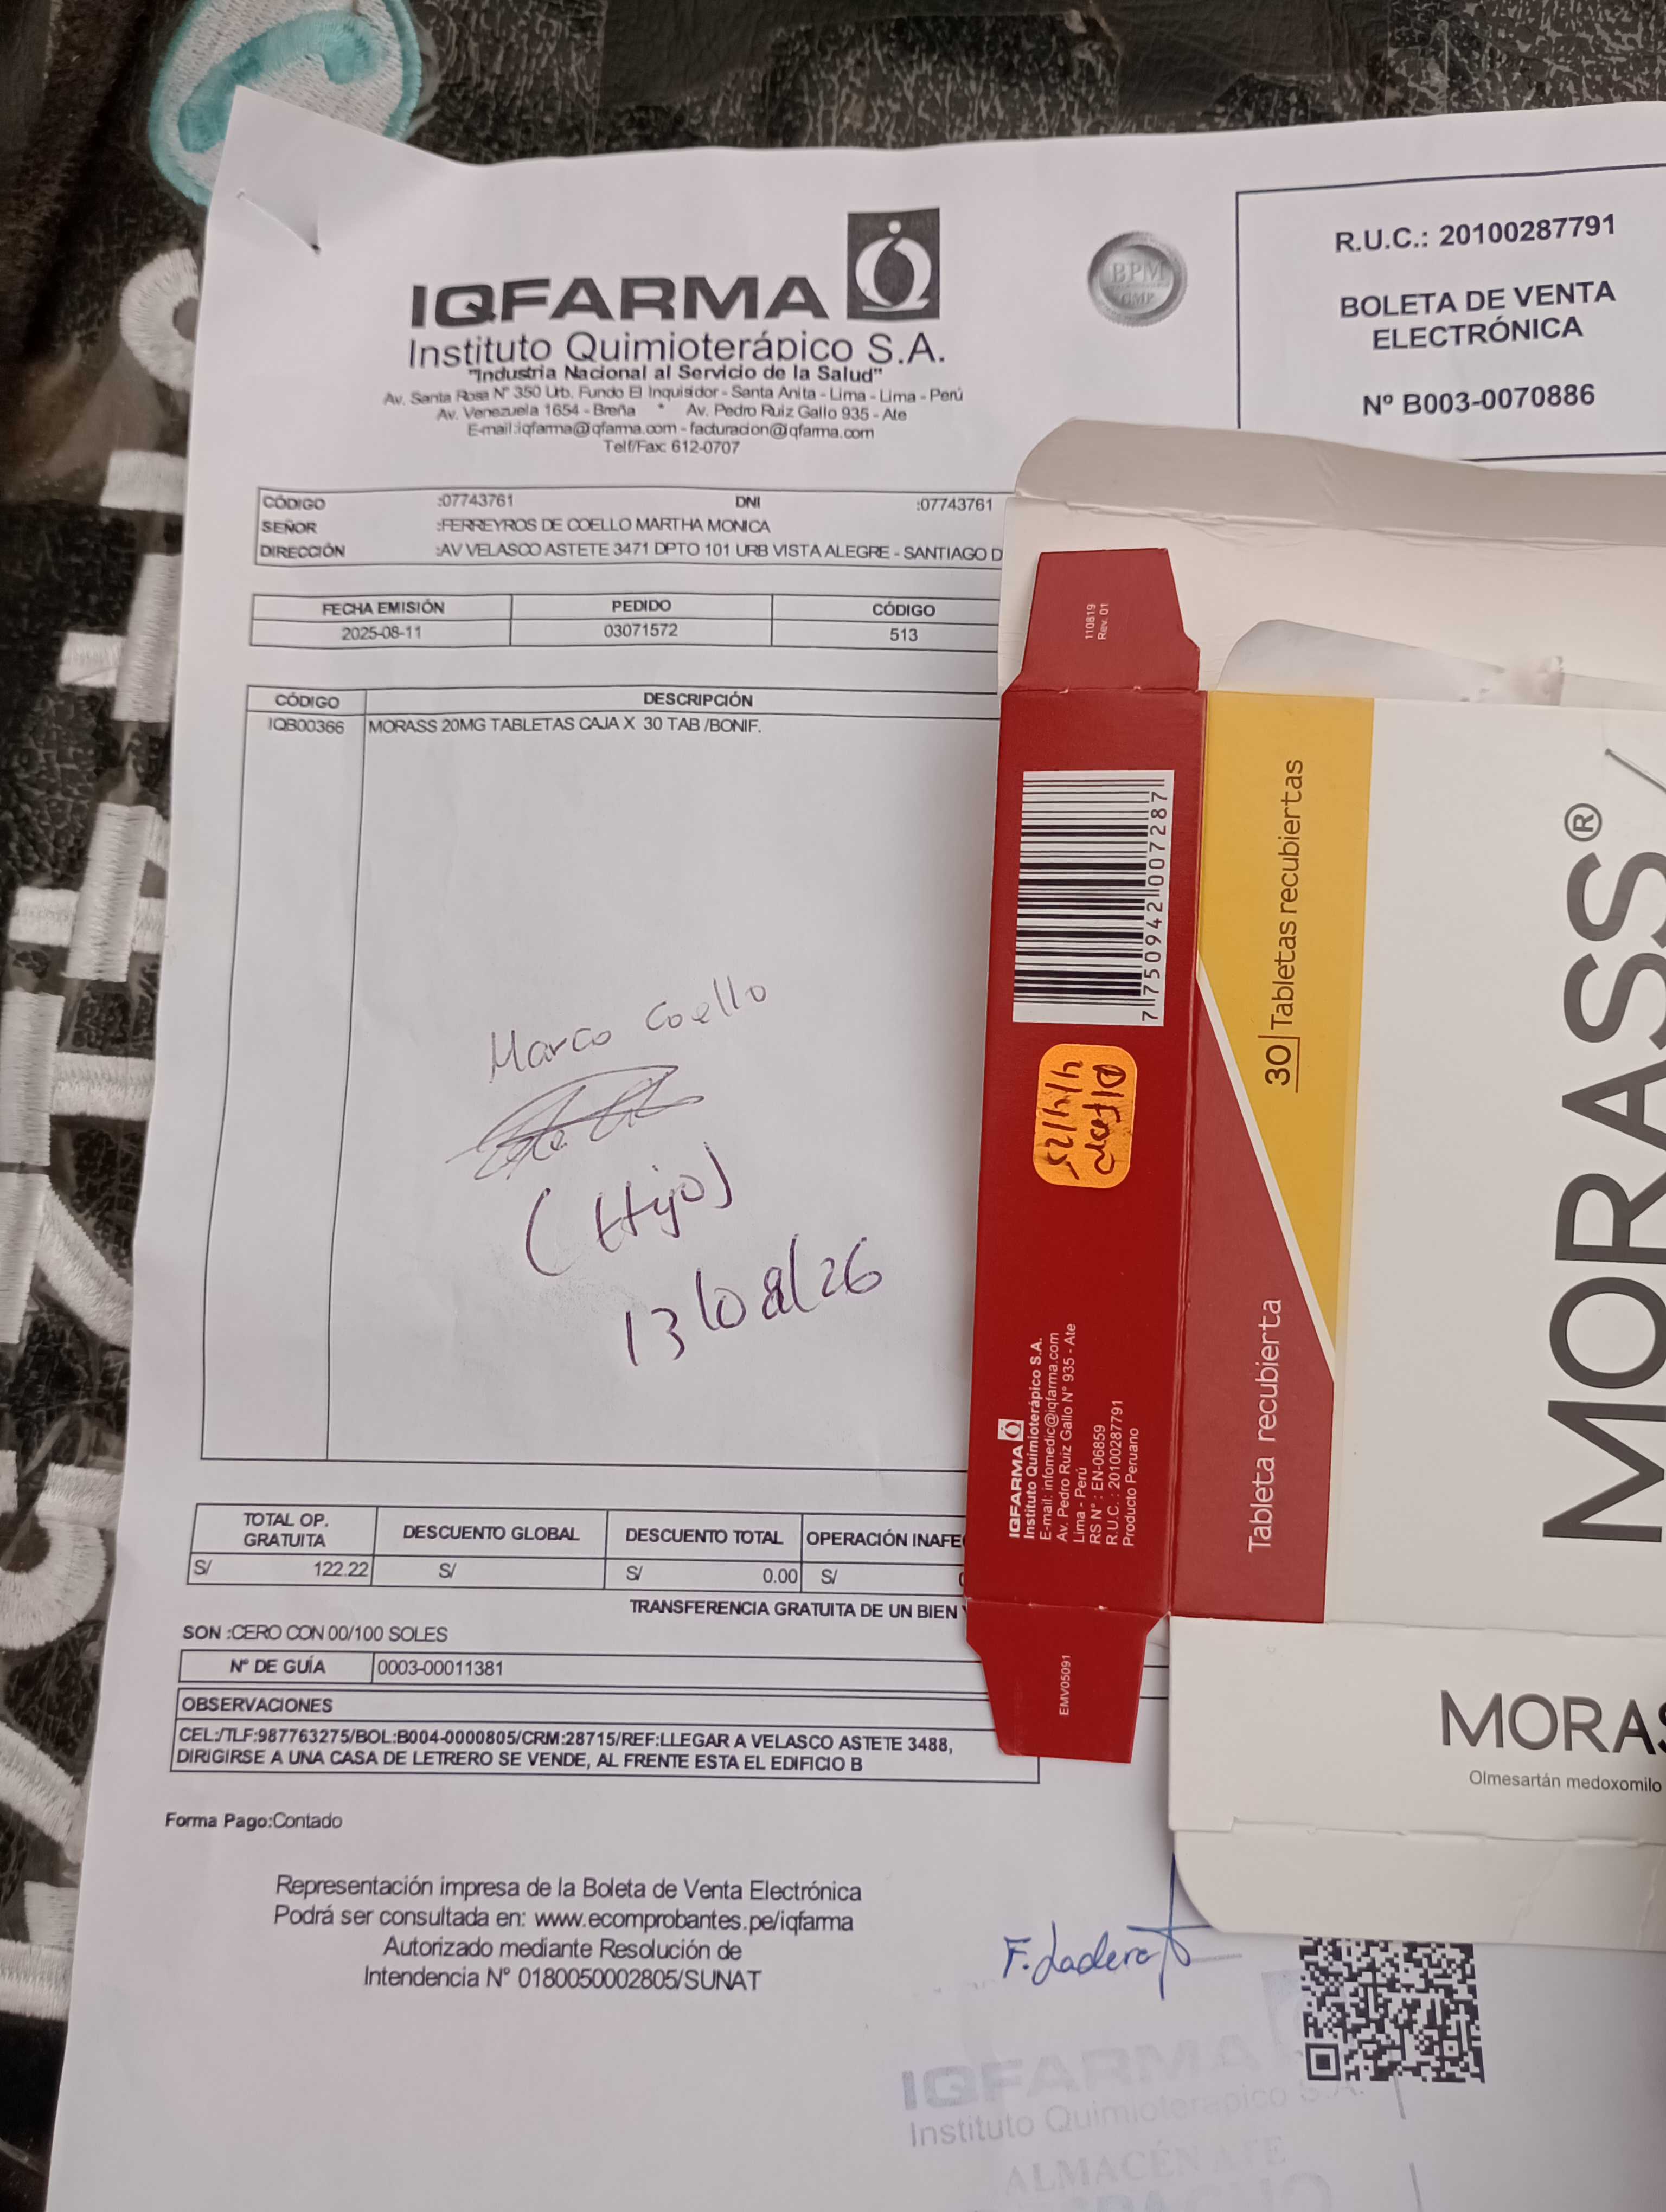 IQFARMA
Instituto Quimioterápico S.A.
"Industria Nacional al Servicio de la Salud"
Av. Santa Rosa N° 350 Urb. Fundo El Inquisidor - Santa Anita - Lima - Lima - Perú
Av. Venezuela 1654 - Breña * Av. Pedro Ruiz Gallo 935 - Ate
E-mail:iqfarma@iqfarma.com - facturacion@iqfarma.com
Telf/Fax: 612-0707
BPM
GMP
R.U.C.: 20100287791
BOLETA DE VENTA
ELECTRÓNICA
Nº B003-0070886
CÓDIGO :07743761 DNI :07743761
SEÑOR :FERREYROS DE COELLO MARTHA MONICA
DIRECCIÓN :AV VELASCO ASTETE 3471 DPTO 101 URB VISTA ALEGRE - SANTIAGO D
FECHA EMISIÓN PEDIDO CÓDIGO
2025-08-11 03071572 513
CÓDIGO DESCRIPCIÓN
IQB00366 MORASS 20MG TABLETAS CAJA X 30 TAB /BONIF.
Marco Coello
(Hijo)
13/08/26
TOTAL OP. GRATUITA DESCUENTO GLOBAL DESCUENTO TOTAL OPERACIÓN INAFE
S/ 122.22 S/ S/ 0.00 S/
TRANSFERENCIA GRATUITA DE UN BIEN
SON :CERO CON 00/100 SOLES
Nº DE GUÍA 0003-00011381
OBSERVACIONES
CEL:/TLF:987763275/BOL:B004-0000805/CRM:28715/REF:LLEGAR A VELASCO ASTETE 3488,
DIRIGIRSE A UNA CASA DE LETRERO SE VENDE, AL FRENTE ESTA EL EDIFICIO B
Forma Pago:Contado
Representación impresa de la Boleta de Venta Electrónica
Podrá ser consultada en: www.ecomprobantes.pe/iqfarma
Autorizado mediante Resolución de
Intendencia Nº 0180050002805/SUNAT
F. Ladera
IQFARMA
Instituto Quimioterapico S.A.
ALMACÉN ATE
110819
Rev. 01
7 750942 007287
IQFARMA
Instituto Quimioterápico S.A.
E-mail: infomedic@iqfarma.com
Av. Pedro Ruiz Gallo N° 935 - Ate
Lima - Perú
RS N° : EN-06859
R.U.C. : 20100287791
Producto Peruano
EMV05091
30 Tabletas recubiertas
Tableta recubierta
MORASS®
MORAS
Olmesartán medoxomilo